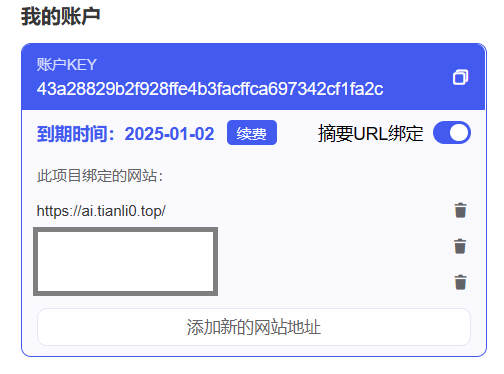 我的账户
账户KEY
43a28829b2f928ffe4b3facffca697342cf1fa2c
到期时间：2025-01-02 续费 摘要URL绑定
此项目绑定的网站：
https://ai.tianli0.top/
添加新的网站地址